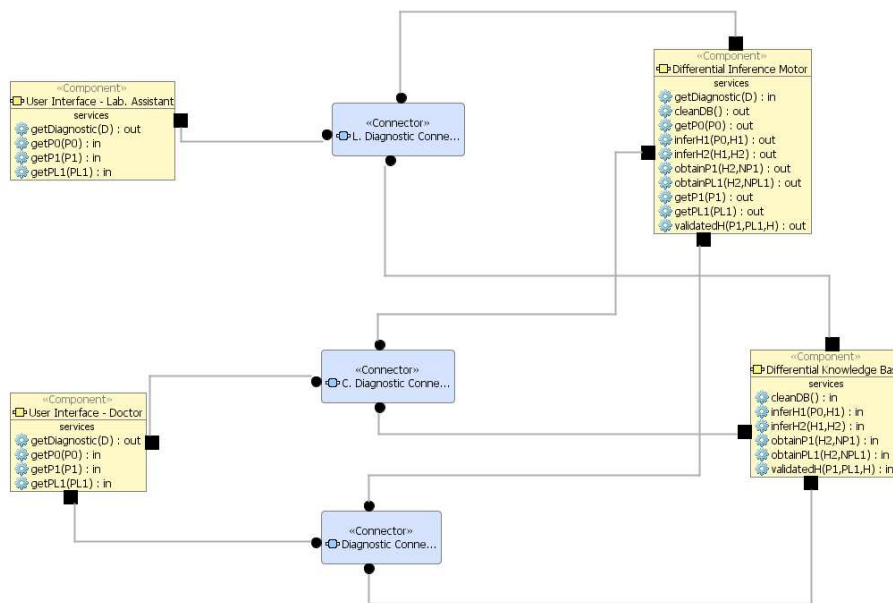 «Component»
User Interface - Lab. Assistant
services
getDiagnostic(D) : out
getP0(P0) : in
getP1(P1) : in
getPL1(PL1) : in
«Connector»
L. Diagnostic Conne...
«Component»
Differential Inference Motor
services
getDiagnostic(D) : in
cleanDB() : out
getP0(P0) : out
inferH1(P0,H1) : out
inferH2(H1,H2) : out
obtainP1(H2,NP1) : out
obtainPL1(H2,NPL1) : out
getP1(P1) : out
getPL1(PL1) : out
validatedH(P1,PL1,H) : out
«Component»
User Interface - Doctor
services
getDiagnostic(D) : out
getP0(P0) : in
getP1(P1) : in
getPL1(PL1) : in
«Connector»
C. Diagnostic Conne...
«Connector»
Diagnostic Conne...
«Component»
Differential Knowledge Bas
services
cleanDB() : in
inferH1(P0,H1) : in
inferH2(H1,H2) : in
obtainP1(H2,NP1) : in
obtainPL1(H2,NPL1) : in
validatedH(P1,PL1,H) : in